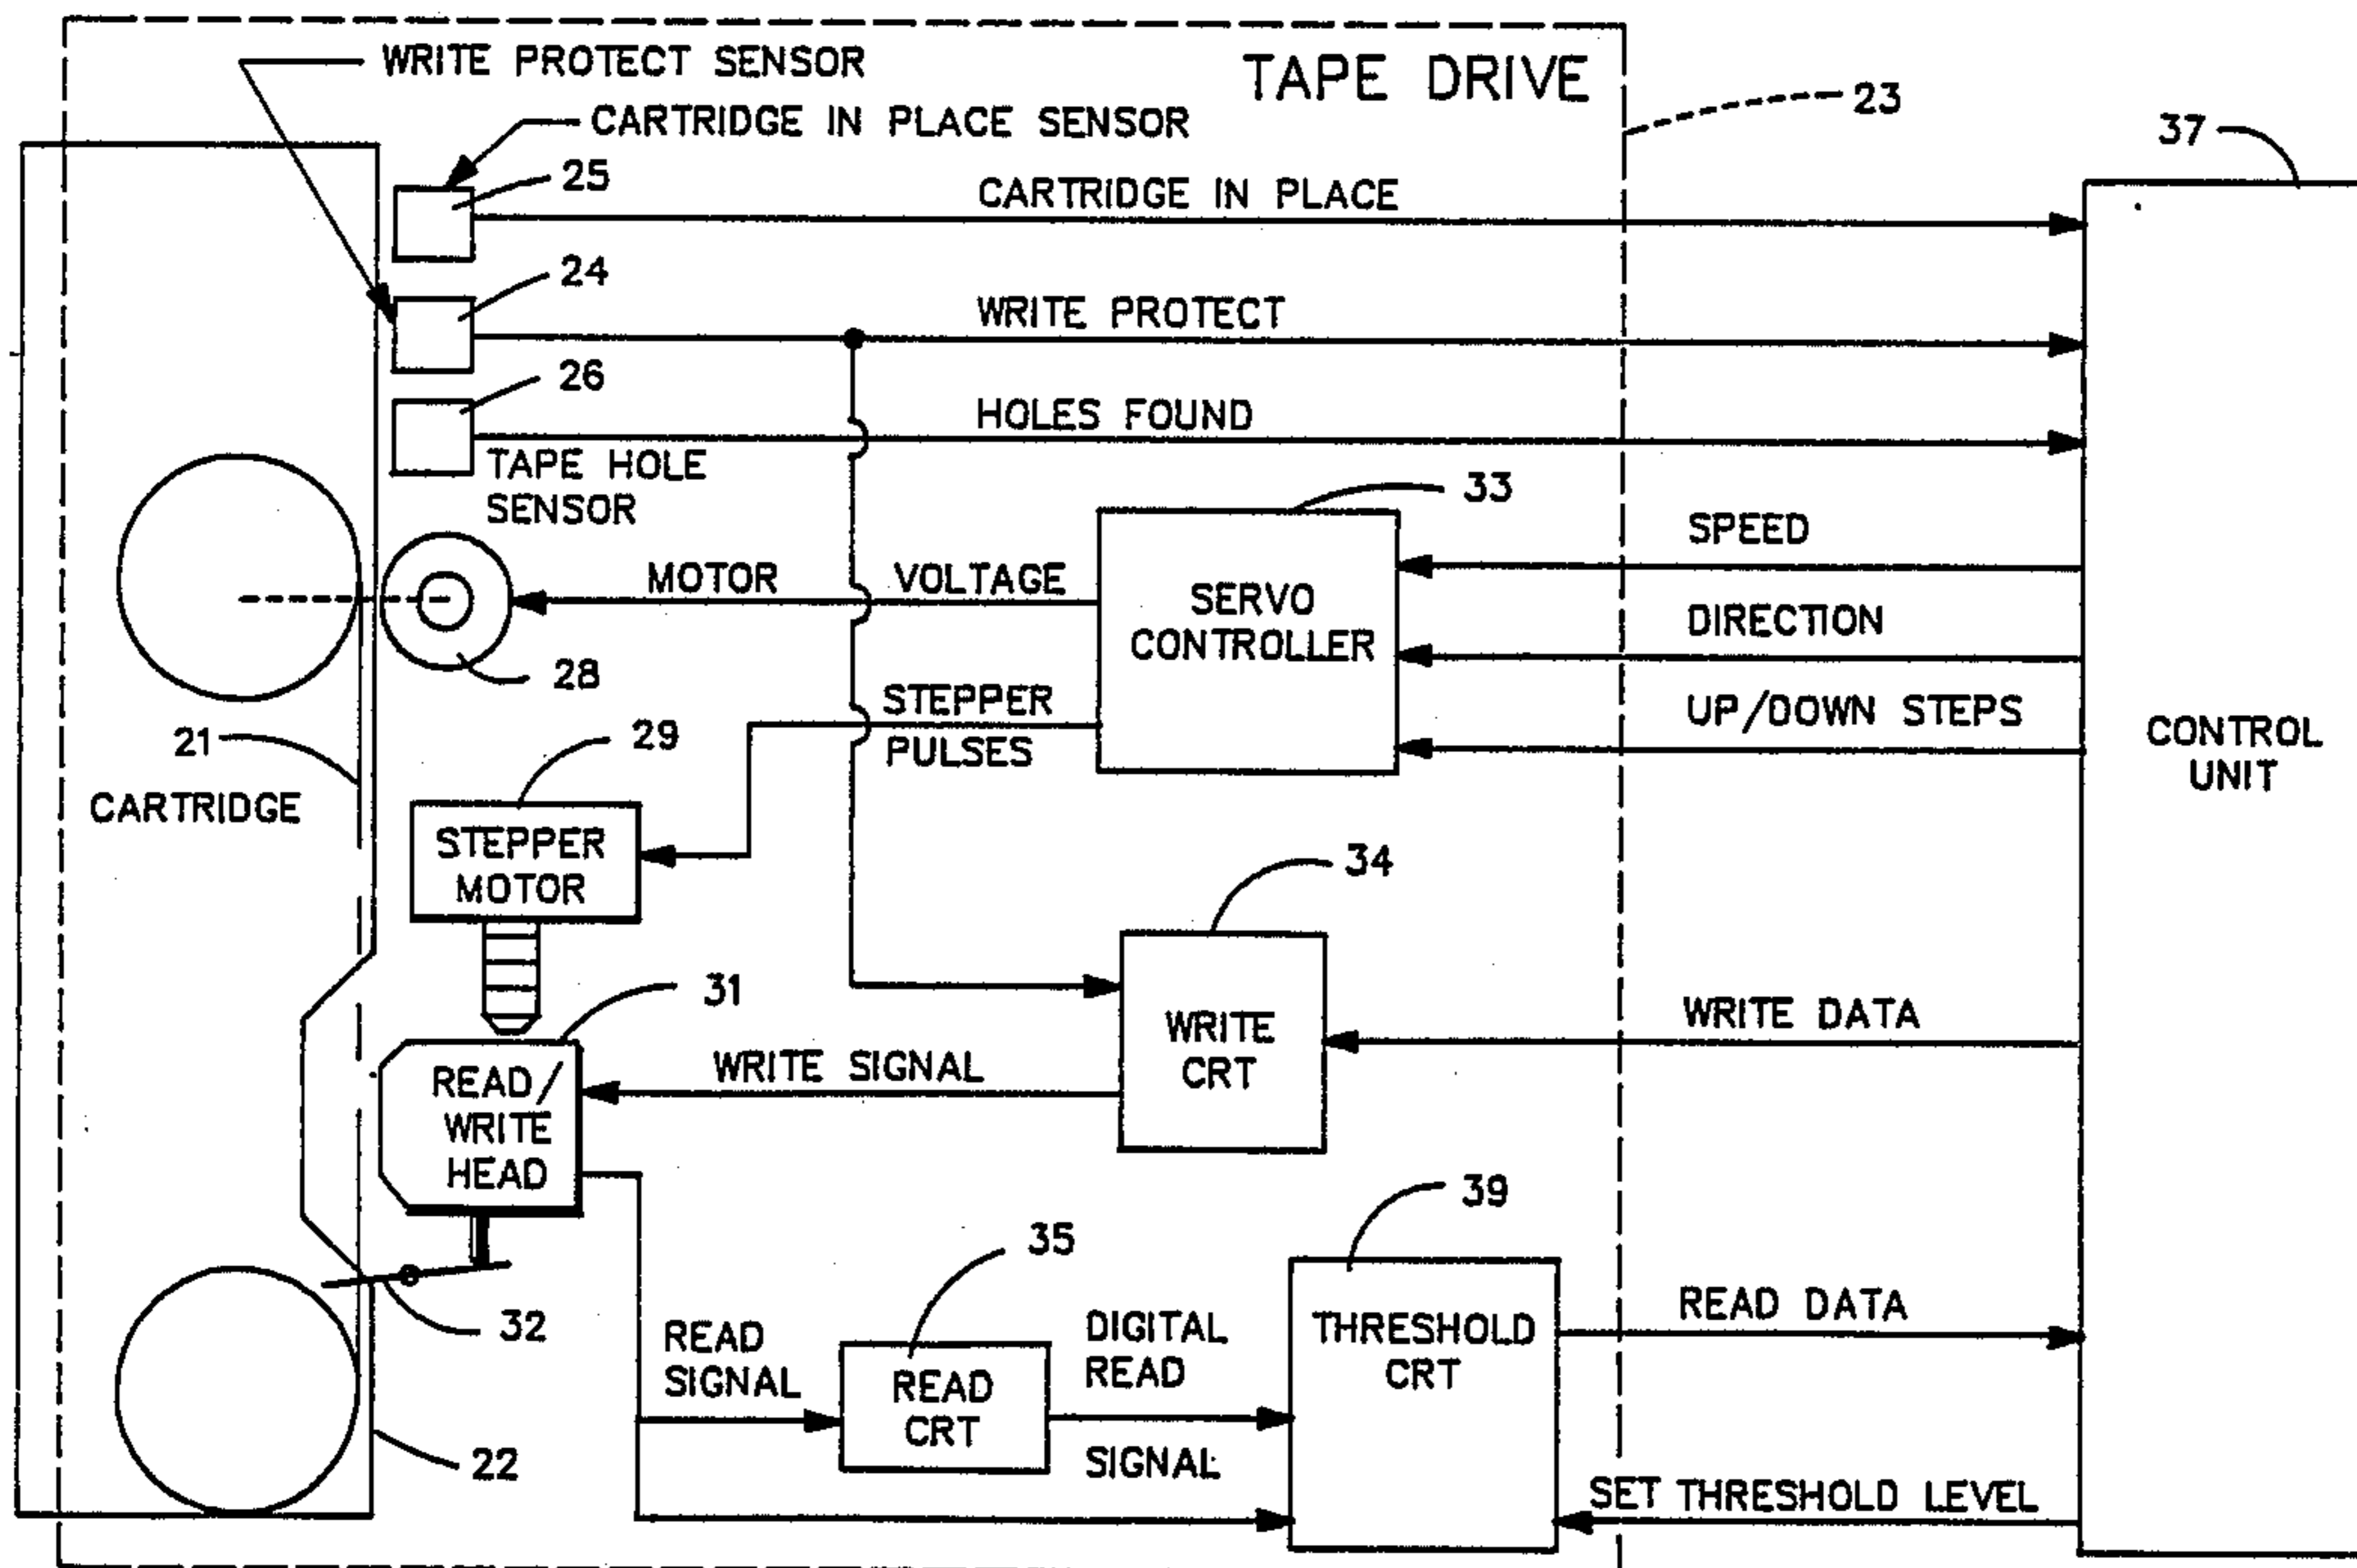 WRITE PROTECT SENSOR
TAPE DRIVE
23
CARTRIDGE IN PLACE SENSOR
37
25
CARTRIDGE IN PLACE
24
WRITE PROTECT
26
HOLES FOUND
TAPE HOLE
SENSOR
33
SPEED
MOTOR VOLTAGE
SERVO
CONTROLLER
DIRECTION
28
STEPPER
PULSES
UP/DOWN STEPS
21
29
CONTROL
UNIT
CARTRIDGE
STEPPER
MOTOR
34
31
WRITE DATA
WRITE
CRT
WRITE SIGNAL
READ/
WRITE
HEAD
39
35
32
READ
SIGNAL
DIGITAL
READ
SIGNAL
THRESHOLD
CRT
READ DATA
READ
CRT
22
SET THRESHOLD LEVEL